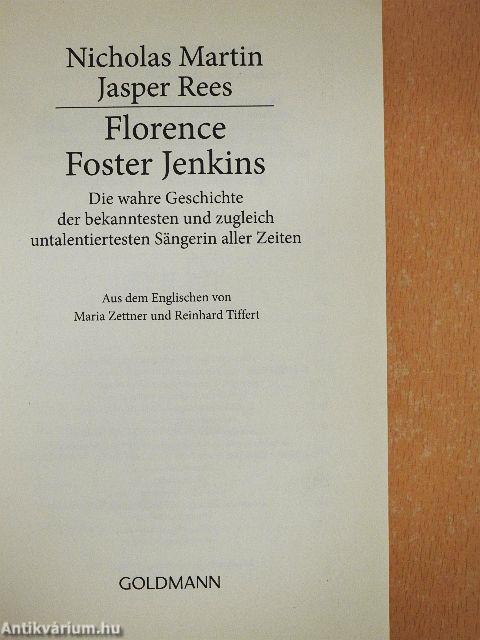 Nicholas Martin
Jasper Rees
Florence
Foster Jenkins
Die wahre Geschichte
der bekanntesten und zugleich
untalentiertesten Sängerin aller Zeiten
Aus dem Englischen von
Maria Zettner und Reinhard Tiffert
GOLDMANN
Antikvárium.hu